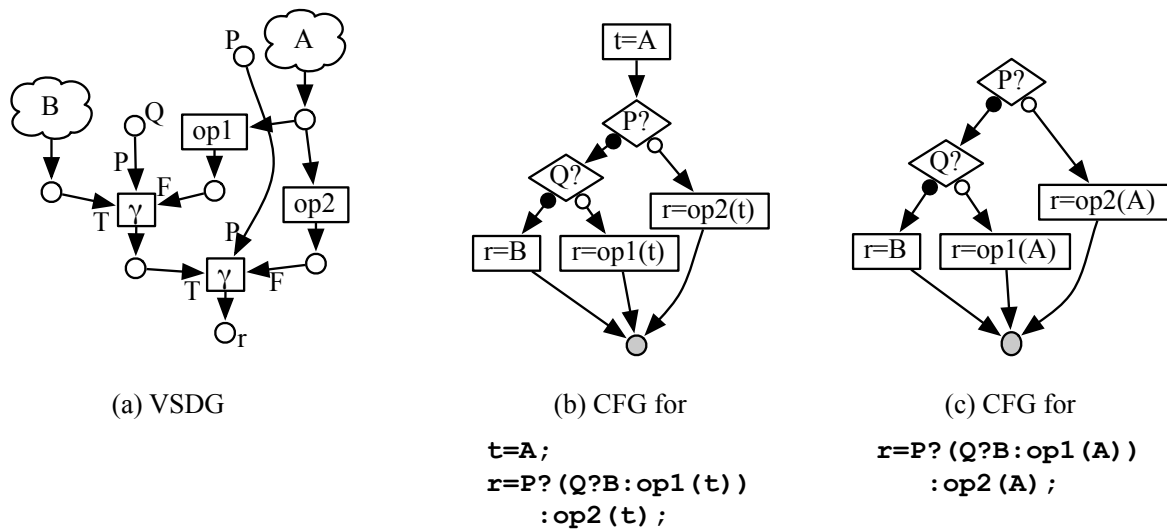 P
A
B
Q
op1
P
F
T
γ
op2
P
T
γ
F
r
(a) VSDG
t=A
P?
Q?
r=op2(t)
r=B
r=op1(t)
(b) CFG for
t=A;
r=P?(Q?B:op1(t))
:op2(t);
P?
Q?
r=op2(A)
r=B
r=op1(A)
(c) CFG for
r=P?(Q?B:op1(A))
:op2(A);